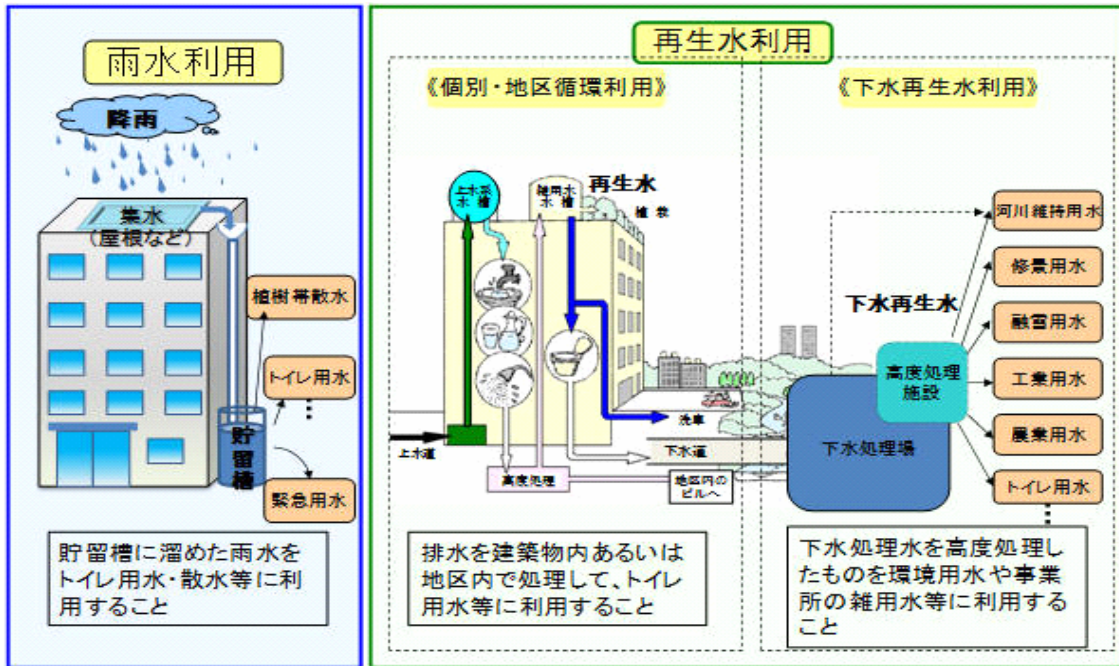 雨水利用
降雨
集水
(屋根など)
植樹帯散水
トイレ用水
貯留槽
緊急用水
貯留槽に溜めた雨水を
トイレ用水・散水等に利
用すること
再生水利用
《個別・地区循環利用》
上水系
水槽
雑用水
水槽
再生水
植栽
洗車
上水道
下水道
高度処理
地区内の
ビルへ
排水を建築物内あるいは
地区内で処理して、トイレ
用水等に利用すること
《下水再生水利用》
河川維持用水
修景用水
下水再生水
融雪用水
高度処理
施設
工業用水
下水処理場
農業用水
トイレ用水
下水処理水を高度処理し
たものを環境用水や事業
所の雑用水等に利用する
こと